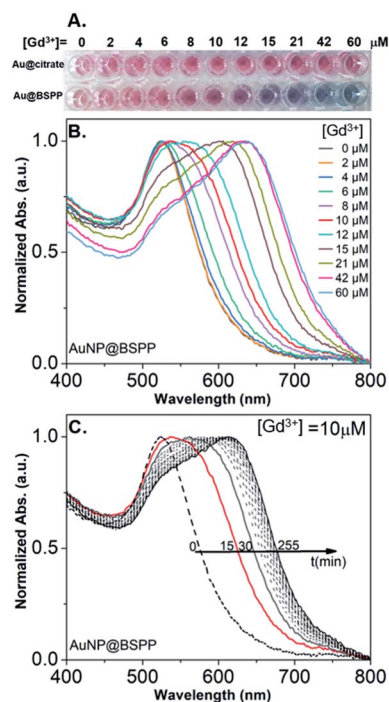 A.
[Gd3+]= 0 2 4 6 8 10 12 15 21 42 60 μM
Au@citrate
Au@BSPP
B.
[Gd3+]
0 μM
2 μM
4 μM
6 μM
8 μM
10 μM
12 μM
15 μM
21 μM
42 μM
60 μM
1.0
0.5
0.0
Normalized Abs. (a.u.)
AuNP@BSPP
400 500 600 700 800
Wavelength (nm)
C.
[Gd3+] =10μM
1.0
0.5
0.0
Normalized Abs. (a.u.)
0 15 30 255
t(min)
AuNP@BSPP
400 500 600 700 800
Wavelength (nm)